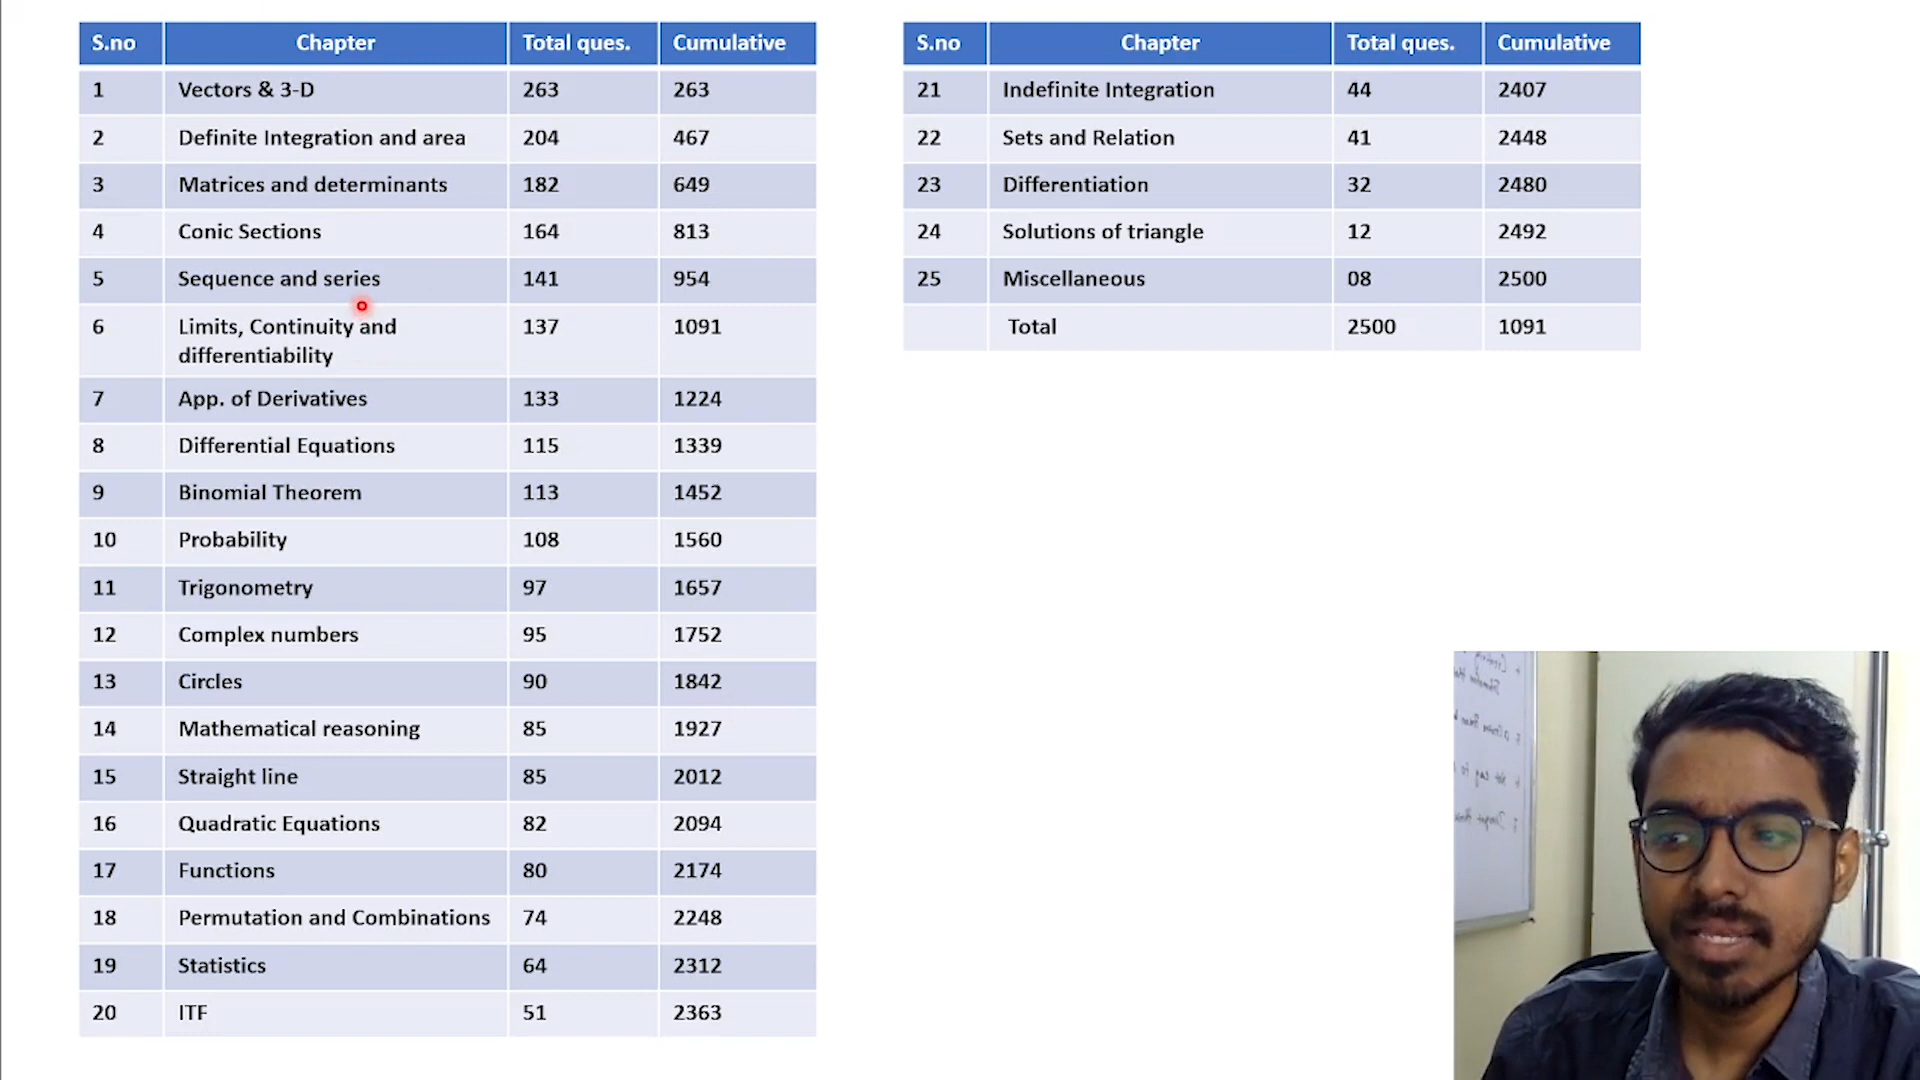 S.no Chapter Total ques. Cumulative
1 Vectors & 3-D 263 263
2 Definite Integration and area 204 467
3 Matrices and determinants 182 649
4 Conic Sections 164 813
5 Sequence and series 141 954
6 Limits, Continuity and 137 1091
differentiability
7 App. of Derivatives 133 1224
8 Differential Equations 115 1339
9 Binomial Theorem 113 1452
10 Probability 108 1560
11 Trigonometry 97 1657
12 Complex numbers 95 1752
13 Circles 90 1842
14 Mathematical reasoning 85 1927
15 Straight line 85 2012
16 Quadratic Equations 82 2094
17 Functions 80 2174
18 Permutation and Combinations 74 2248
19 Statistics 64 2312
20 ITF 51 2363
S.no Chapter Total ques. Cumulative
21 Indefinite Integration 44 2407
22 Sets and Relation 41 2448
23 Differentiation 32 2480
24 Solutions of triangle 12 2492
25 Miscellaneous 08 2500
Total 2500 1091